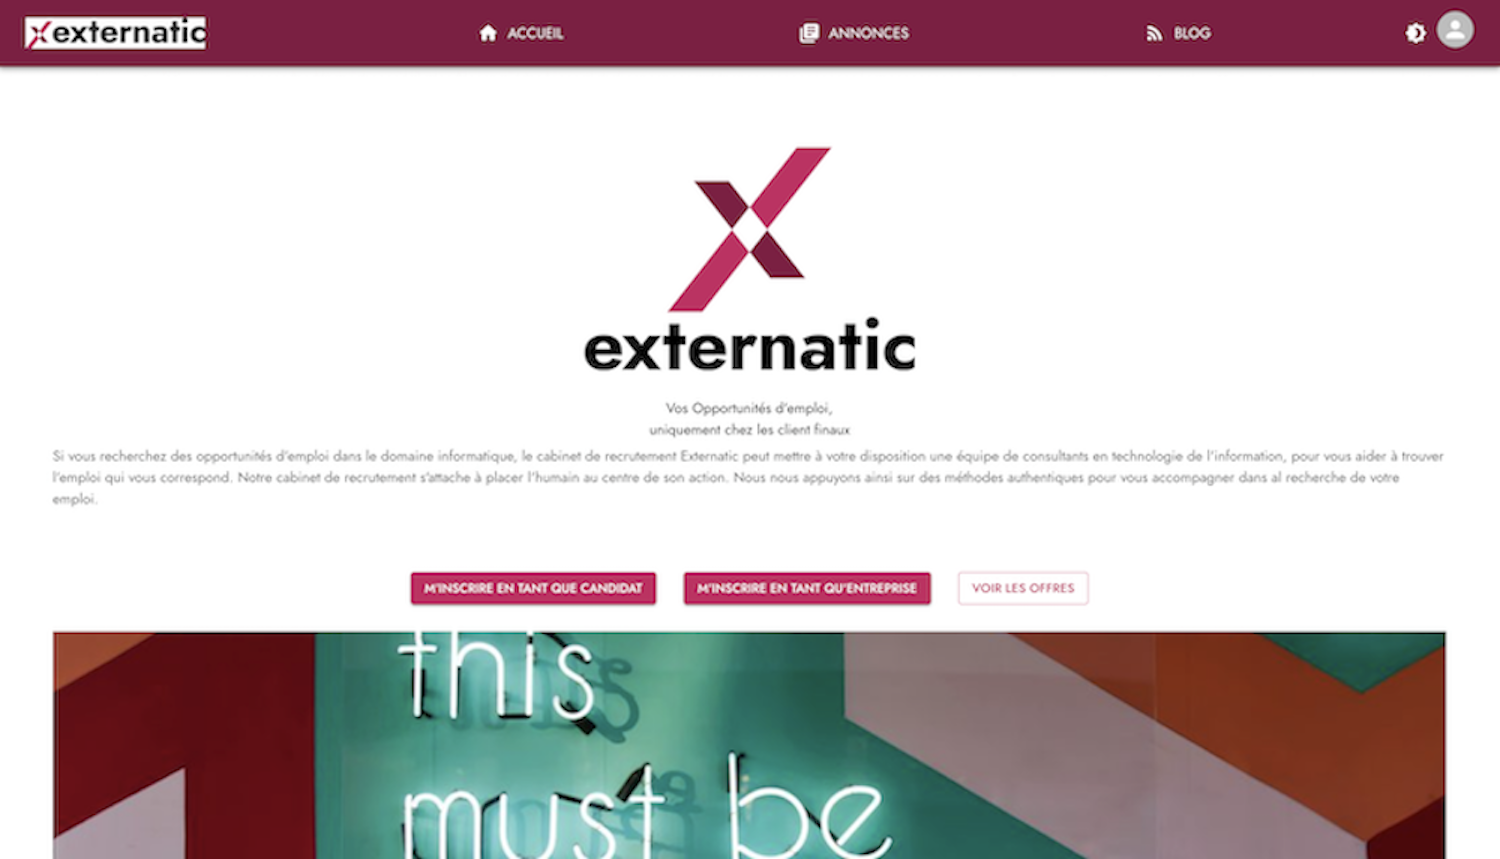 externatic
ACCUEIL
ANNONCES
BLOG
externatic
Vos Opportunités d'emploi,
uniquement chez les client finaux
Si vous recherchez des opportunités d'emploi dans le domaine informatique, le cabinet de recrutement Externatic peut mettre à votre disposition une équipe de consultants en technologie de l'information, pour vous aider à trouver
l'emploi qui vous correspond. Notre cabinet de recrutement s'attache à placer l'humain au centre de son action. Nous nous appuyons ainsi sur des méthodes authentiques pour vous accompagner dans al recherche de votre
emploi.
M'INSCRIRE EN TANT QUE CANDIDAT
M'INSCRIRE EN TANT QU'ENTREPRISE
VOIR LES OFFRES
this
must be